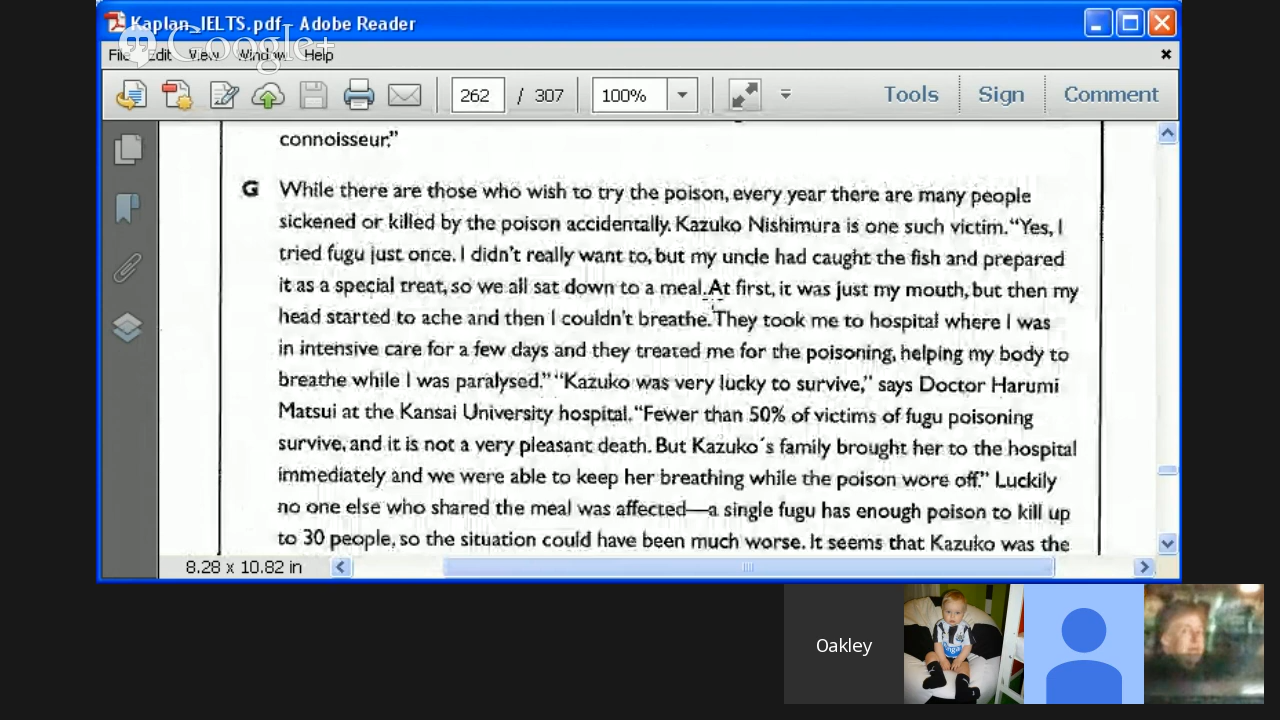 Kaplan_IELTS.pdf - Adobe Reader
Google+
File Edit View Window Help
262 / 307 100% Tools Sign Comment
connoisseur."
G While there are those who wish to try the poison, every year there are many people
sickened or killed by the poison accidentally. Kazuko Nishimura is one such victim. "Yes, I
tried fugu just once. I didn't really want to, but my uncle had caught the fish and prepared
it as a special treat, so we all sat down to a meal. At first, it was just my mouth, but then my
head started to ache and then I couldn't breathe. They took me to hospital where I was
in intensive care for a few days and they treated me for the poisoning, helping my body to
breathe while I was paralysed." "Kazuko was very lucky to survive," says Doctor Harumi
Matsui at the Kansai University hospital. "Fewer than 50% of victims of fugu poisoning
survive, and it is not a very pleasant death. But Kazuko´s family brought her to the hospital
immediately and we were able to keep her breathing while the poison wore off." Luckily
no one else who shared the meal was affected—a single fugu has enough poison to kill up
to 30 people, so the situation could have been much worse. It seems that Kazuko was the
8.28 x 10.82 in
Oakley